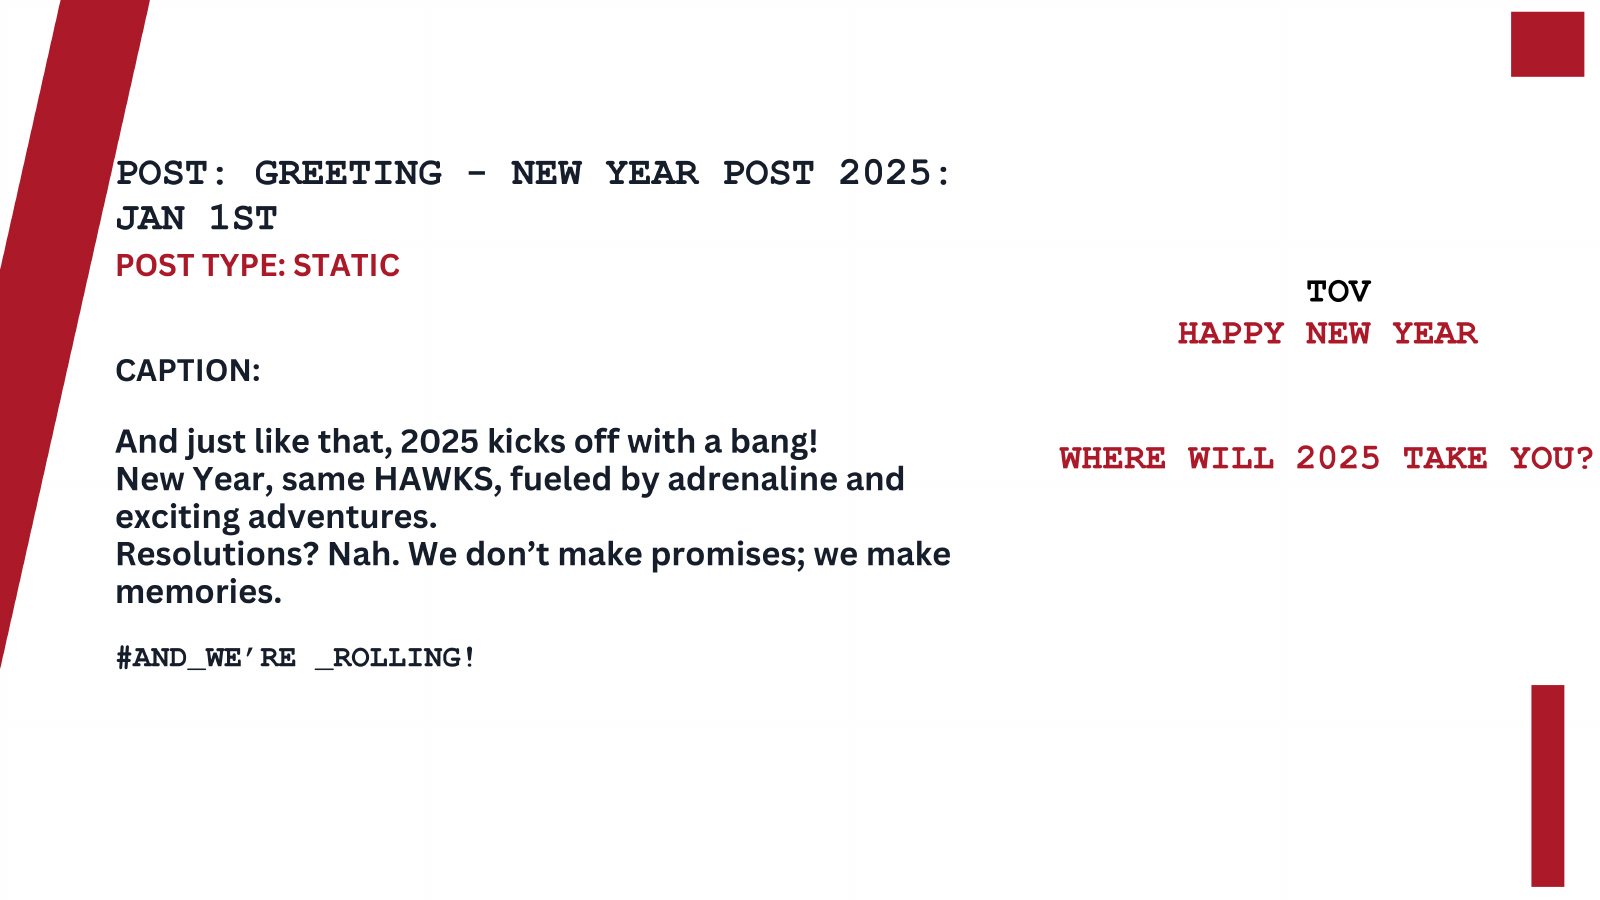 POST: GREETING - NEW YEAR POST 2025:
JAN 1ST
POST TYPE: STATIC
CAPTION:
And just like that, 2025 kicks off with a bang!
New Year, same HAWKS, fueled by adrenaline and
exciting adventures.
Resolutions? Nah. We don’t make promises; we make
memories.
#AND_WE’RE _ROLLING!
TOV
HAPPY NEW YEAR
WHERE WILL 2025 TAKE YOU?